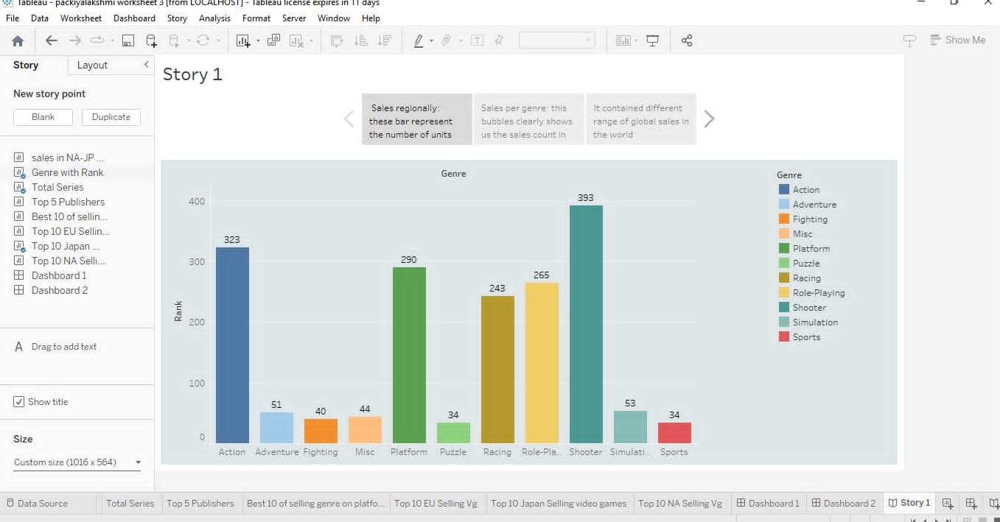 Tableau - packiyalakshmi worksheet 3 [from LOCALHOST] - Tableau license expires in 11 days
File Data Worksheet Dashboard Story Analysis Format Server Window Help
Show Me
Story Layout
New story point
Blank Duplicate
sales in NA-JP ...
Genre with Rank
Total Series
Top 5 Publishers
Best 10 of sellin...
Top 10 EU Sellin...
Top 10 Japan ...
Top 10 NA Selli...
Dashboard 1
Dashboard 2
A Drag to add text
Show title
Size
Custom size (1016 x 564)
Story 1
Sales regionally:
these bar represent
the number of units
Sales per genre: this
bubbles clearly shows
us the sales count in
It contained different
range of global sales in
the world
Genre
Rank
400
300
200
100
0
323
51
40
44
290
34
243
265
393
53
34
Action Adventure Fighting Misc Platform Puzzle Racing Role-Pla.. Shooter Simulati.. Sports
Genre
Action
Adventure
Fighting
Misc
Platform
Puzzle
Racing
Role-Playing
Shooter
Simulation
Sports
Data Source Total Series Top 5 Publishers Best 10 of selling genre on platfo... Top 10 EU Selling Vg Top 10 Japan Selling video games Top 10 NA Selling Vg Dashboard 1 Dashboard 2 Story 1